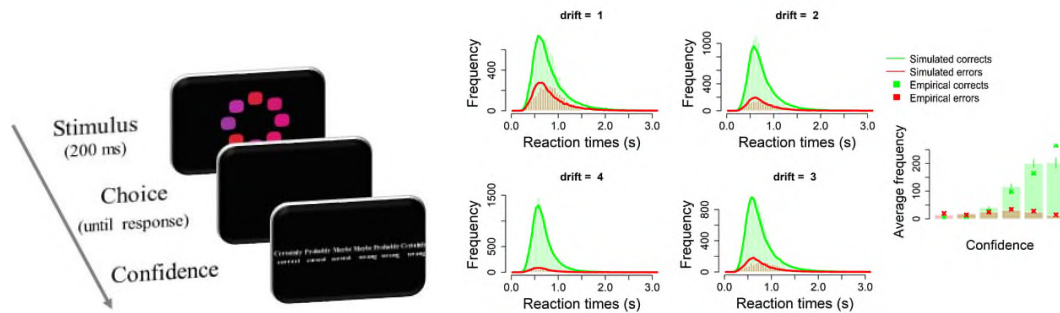 Stimulus
(200 ms)
Choice
(until response)
Confidence
Certainly Probably Maybe Maybe Probably Certainly
correct correct correct wrong wrong wrong
drift = 1
Frequency
400
0
0.0 1.0 2.0 3.0
Reaction times (s)
drift = 2
Frequency
1000
400
0
0.0 1.0 2.0 3.0
Reaction times (s)
drift = 4
Frequency
1500
500
0
0.0 1.0 2.0 3.0
Reaction times (s)
drift = 3
Frequency
800
400
0
0.0 1.0 2.0 3.0
Reaction times (s)
Simulated corrects
Simulated errors
Empirical corrects
Empirical errors
Average frequency
200
100
50
0
Confidence